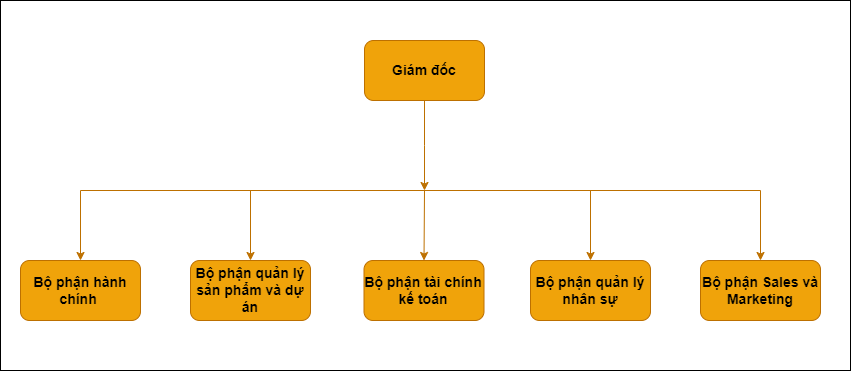 Giám đốc
Bộ phận hành
chính
Bộ phận quản lý
sản phẩm và dự
án
Bộ phận tài chính
kế toán
Bộ phận quản lý
nhân sự
Bộ phận Sales và
Marketing